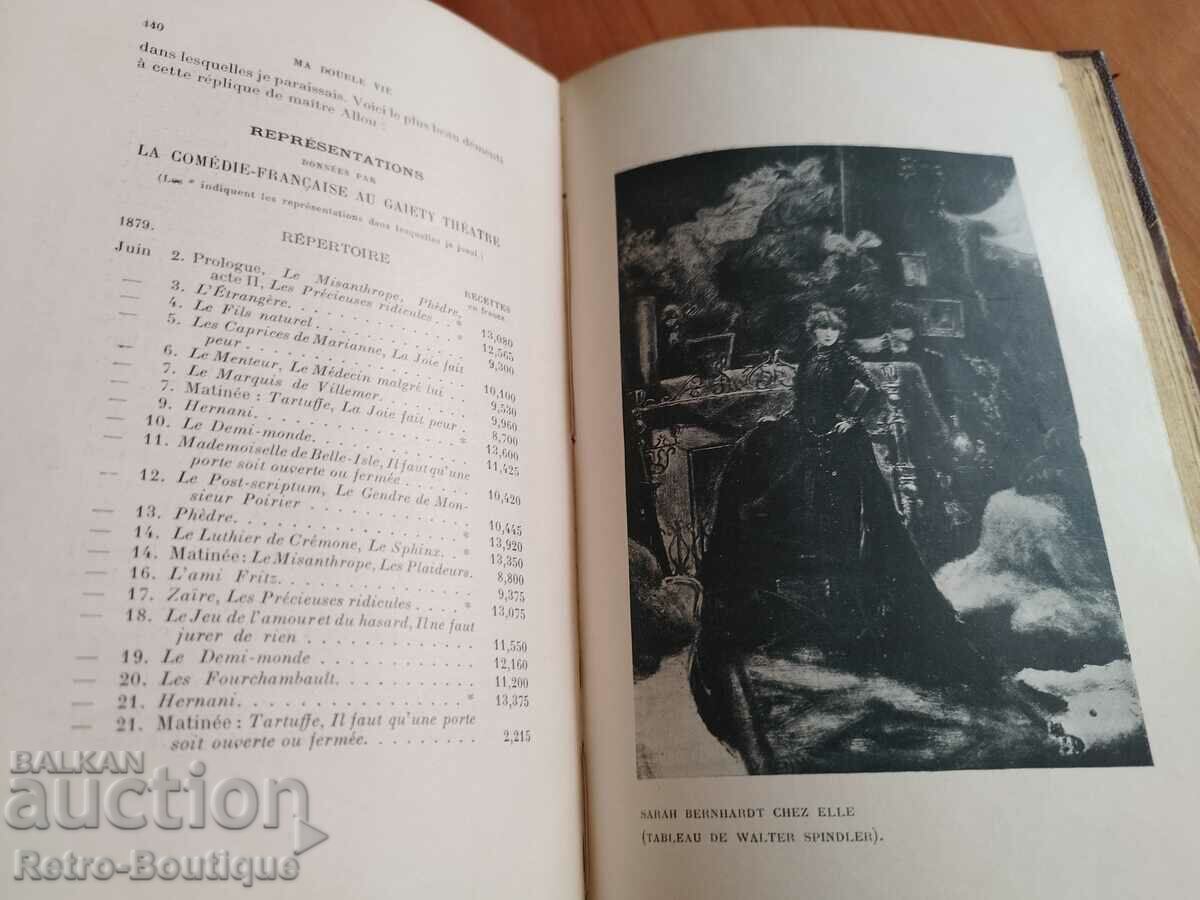 440
MA DOUBLE VIE
dans lesquelles je paraissais. Voici le plus beau démenti
à cette réplique de maître Allou :
REPRÉSENTATIONS
DONNÉES PAR
LA COMÉDIE-FRANÇAISE AU GAIETY THÉATRE
(Les * indiquent les représentations dans lesquelles je jouai)
1879.
RÉPERTOIRE
RECETTES
en francs
Juin 2. Prologue, Le Misanthrope, Phèdre,
acte II, Les Précieuses ridicules . . * 13,080
— 3. L'Étrangère. . . . . . . . . . * 12,565
— 4. Le Fils naturel . . . . . . . . . 9,300
— 5. Les Caprices de Marianne, La Joie fait
peur . . . . . . . . . . . . . 10,100
— 6. Le Menteur, Le Médecin malgré lui . . 9,530
— 7. Le Marquis de Villemer. . . . . . 9,960
— 7. Matinée : Tartuffe, La Joie fait peur . 8,700
— 9. Hernani. . . . . . . . . . . * 13,600
— 10. Le Demi-monde. . . . . . . . . 11,425
— 11. Mademoiselle de Belle-Isle, Il faut qu'une
porte soit ouverte ou fermée . . . . . . 10,420
— 12. Le Post-scriptum, Le Gendre de Mon-
sieur Poirier . . . . . . . . . . 10,445
— 13. Phèdre. . . . . . . . . . . . * 13,920
— 14. Le Luthier de Crémone, Le Sphinx. . * 13,350
— 14. Matinée : Le Misanthrope, Les Plaideurs. 8,800
— 16. L'ami Fritz. . . . . . . . . . . 9,375
— 17. Zaïre, Les Précieuses ridicules . . . . * 13,075
— 18. Le Jeu de l'amour et du hasard, Il ne faut
jurer de rien . . . . . . . . . . 11,550
— 19. Le Demi-monde . . . . . . . . . 12,160
— 20. Les Fourchambault. . . . . . . . . 11,200
— 21. Hernani. . . . . . . . . . . . * 13,375
— 21. Matinée : Tartuffe, Il faut qu'une porte
soit ouverte ou fermée. . . . . . . . 2,215
SARAH BERNHARDT CHEZ ELLE
(TABLEAU DE WALTER SPINDLER).
BALKAN
auction
Retro-Boutique